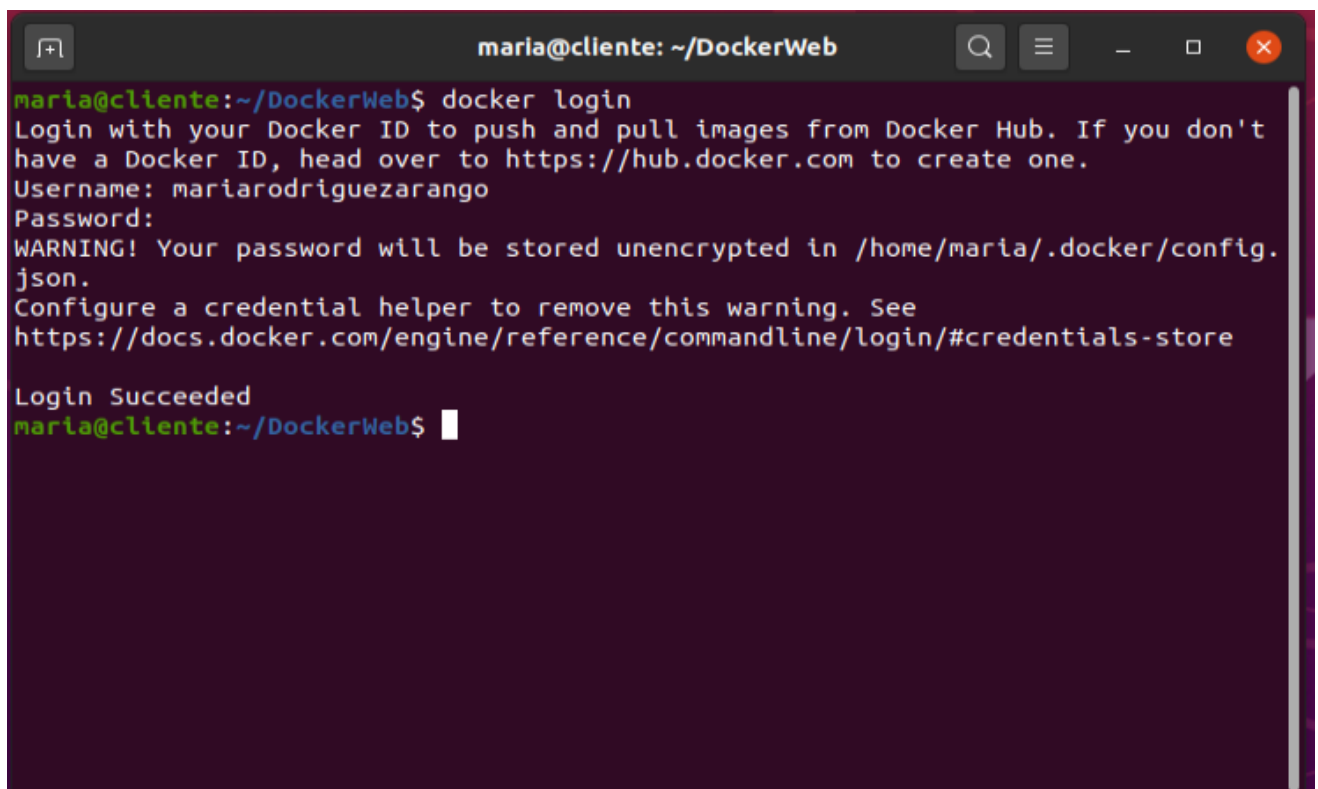 maria@cliente: ~/DockerWeb
maria@cliente:~/DockerWeb$ docker login
Login with your Docker ID to push and pull images from Docker Hub. If you don't
have a Docker ID, head over to https://hub.docker.com to create one.
Username: mariarodriguezarango
Password:
WARNING! Your password will be stored unencrypted in /home/maria/.docker/config.
json.
Configure a credential helper to remove this warning. See
https://docs.docker.com/engine/reference/commandline/login/#credentials-store
Login Succeeded
maria@cliente:~/DockerWeb$